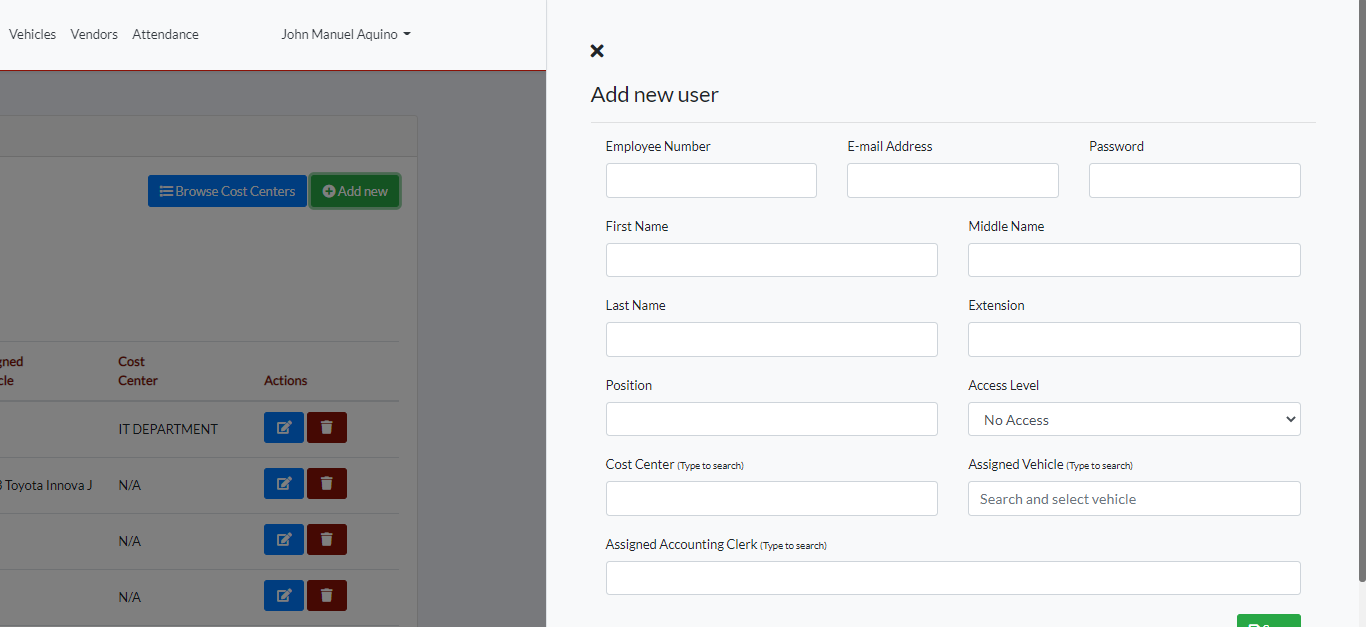 Vehicles Vendors Attendance John Manuel Aquino
Add new user
Employee Number E-mail Address Password
Browse Cost Centers Add new
First Name Middle Name
Last Name Extension
Cost
Center
Actions
Position Access Level
No Access
IT DEPARTMENT
Cost Center (Type to search) Assigned Vehicle (Type to search)
Toyota Innova J N/A
Search and select vehicle
N/A
Assigned Accounting Clerk (Type to search)
N/A